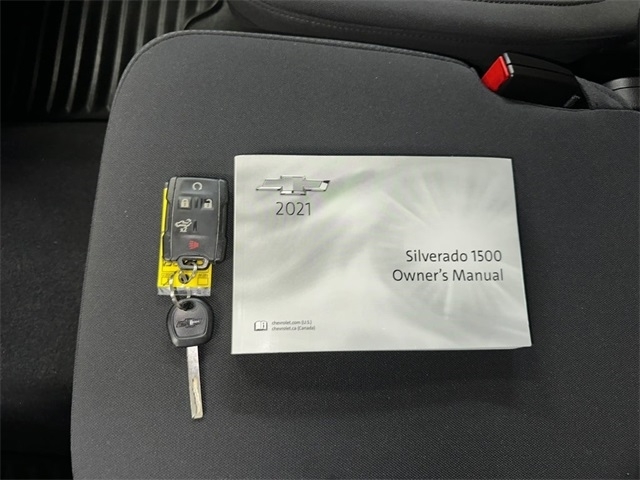 2021
Silverado 1500
Owner's Manual
chevrolet.com (U.S.)
chevrolet.ca (Canada)